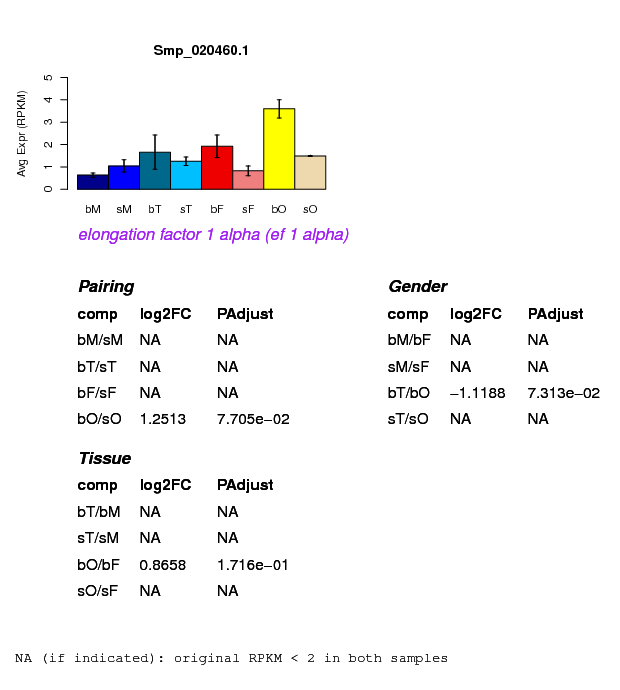 Smp_020460.1
Avg Expr (RPKM)
0 1 2 3 4 5
bM sM bT sT bF sF bO sO
elongation factor 1 alpha (ef 1 alpha)
Pairing
comp log2FC PAdjust
bM/sM NA NA
bT/sT NA NA
bF/sF NA NA
bO/sO 1.2513 7.705e−02
Gender
comp log2FC PAdjust
bM/bF NA NA
sM/sF NA NA
bT/bO −1.1188 7.313e−02
sT/sO NA NA
Tissue
comp log2FC PAdjust
bT/bM NA NA
sT/sM NA NA
bO/bF 0.8658 1.716e−01
sO/sF NA NA
NA (if indicated): original RPKM < 2 in both samples